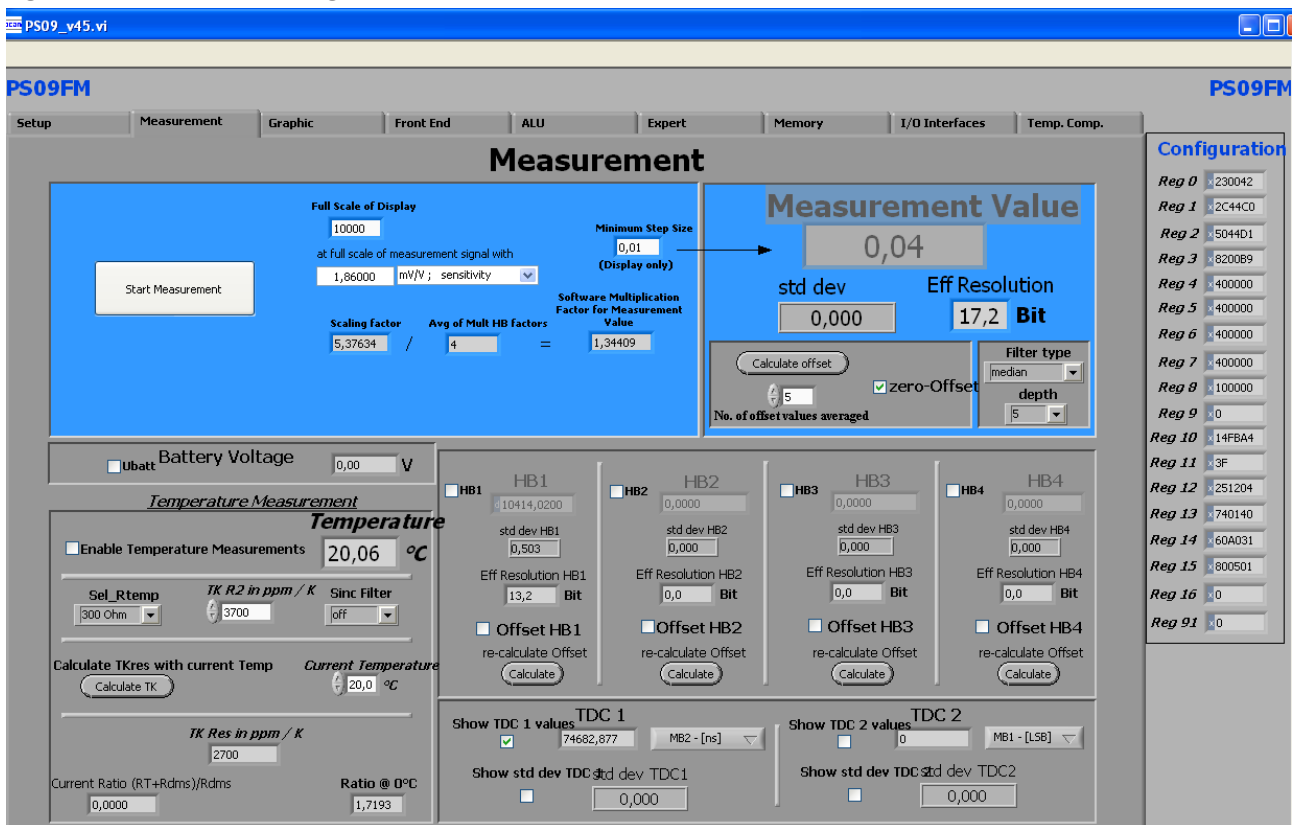 PS09_v45.vi
PS09FM
PS09FM
Setup Measurement Graphic Front End ALU Expert Memory I/O Interfaces Temp. Comp.
Measurement
Start Measurement
Full Scale of Display
10000
at full scale of measurement signal with
1,86000 mV/V ; sensitivity
Minimum Step Size
0,01
(Display only)
Scaling factor
5,37634
/
Avg of Mult HB factors
4
=
Software Multiplication
Factor for Measurement
Value
1,34409
Measurement Value
0,04
std dev
0,000
Eff Resolution
17,2 Bit
Calculate offset
5
No. of offset values averaged
zero-Offset
Filter type
median
depth
5
Ubatt Battery Voltage 0,00 V
Temperature Measurement
Temperature
Enable Temperature Measurements 20,06 °C
Sel_Rtemp
300 Ohm
TK R2 in ppm / K
3700
Sinc Filter
off
Calculate TKres with current Temp
Calculate TK
Current Temperature
20,0 °C
TK Res in ppm / K
2700
Current Ratio (RT+Rdms)/Rdms
0,0000
Ratio @ 0°C
1,7193
HB1 HB1
10414,0200
std dev HB1
0,503
Eff Resolution HB1
13,2 Bit
Offset HB1
re-calculate Offset
Calculate
HB2 HB2
0,0000
std dev HB2
0,000
Eff Resolution HB2
0,0 Bit
Offset HB2
re-calculate Offset
Calculate
HB3 HB3
0,0000
std dev HB3
0,000
Eff Resolution HB3
0,0 Bit
Offset HB3
re-calculate Offset
Calculate
HB4 HB4
0,0000
std dev HB4
0,000
Eff Resolution HB4
0,0 Bit
Offset HB4
re-calculate Offset
Calculate
TDC 1
Show TDC 1 values
74682,877 MB2 - [ns]
Show std dev TDC
std dev TDC1
0,000
TDC 2
Show TDC 2 values
0 MB1 - [LSB]
Show std dev TDC
std dev TDC2
0,000
Configuration
Reg 0 x 230042
Reg 1 x 2C44C0
Reg 2 x 5044D1
Reg 3 x 8200B9
Reg 4 x 400000
Reg 5 x 400000
Reg 6 x 400000
Reg 7 x 400000
Reg 8 x 100000
Reg 9 x 0
Reg 10 x 14FBA4
Reg 11 x 3F
Reg 12 x 251204
Reg 13 x 740140
Reg 14 x 60A031
Reg 15 x 800501
Reg 16 x 0
Reg 91 x 0